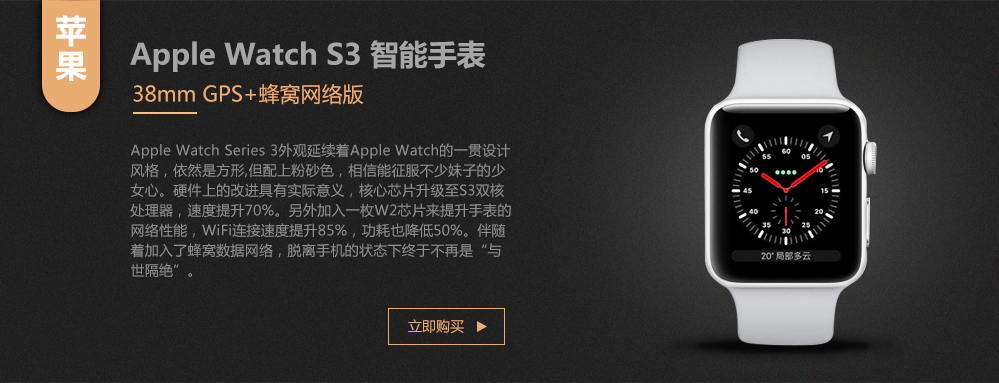 苹果
Apple Watch S3 智能手表
38mm GPS+蜂窝网络版
Apple Watch Series 3外观延续着Apple Watch的一贯设计
风格，依然是方形,但配上粉砂色，相信能征服不少妹子的少
女心。硬件上的改进具有实际意义，核心芯片升级至S3双核
处理器，速度提升70%。另外加入一枚W2芯片来提升手表的
网络性能，WiFi连接速度提升85%，功耗也降低50%。伴随
着加入了蜂窝数据网络，脱离手机的状态下终于不再是“与
世隔绝”。
立即购买
60
55 05
50 10
45 15
40 20
35 25
30
20° 局部多云